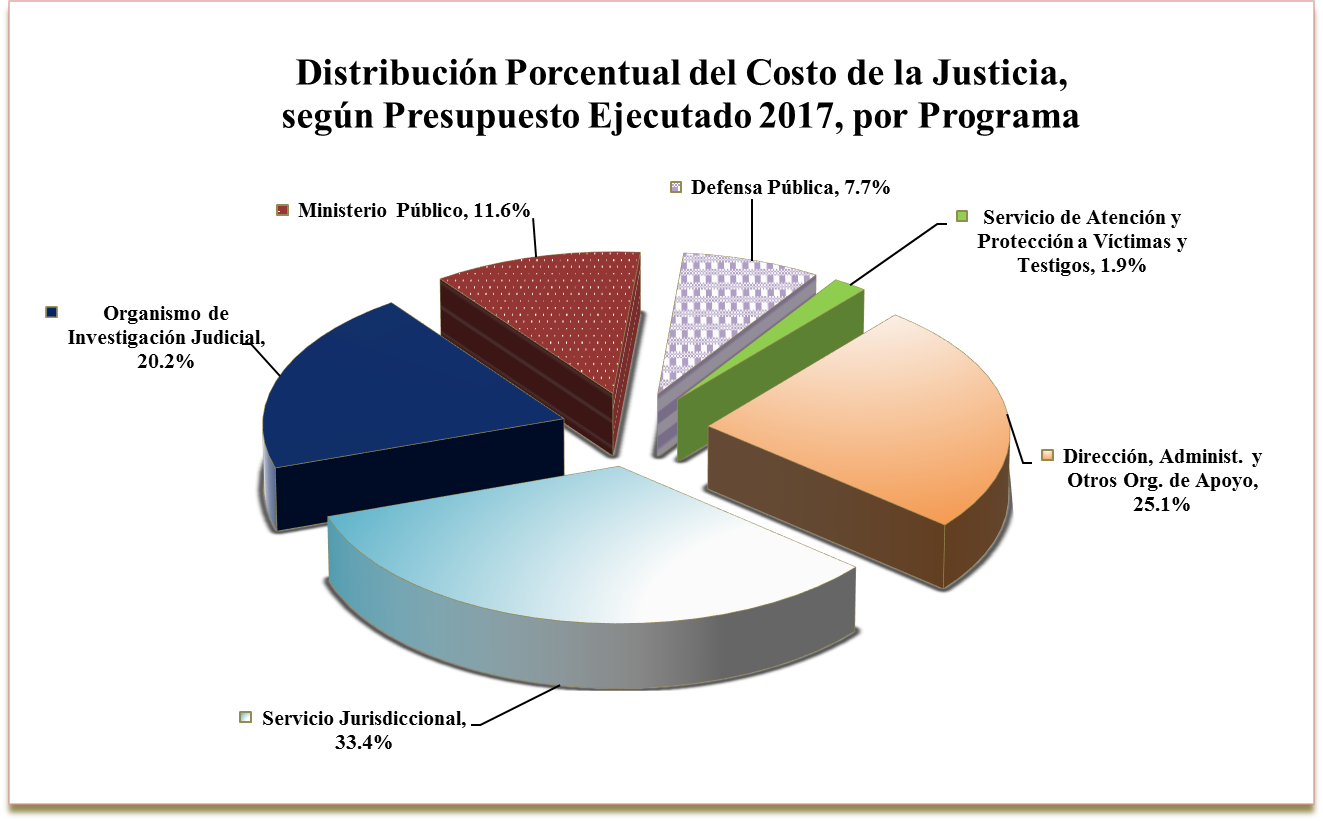 Distribución Porcentual del Costo de la Justicia,
según Presupuesto Ejecutado 2017, por Programa
Defensa Pública, 7.7%
Ministerio Público, 11.6%
Servicio de Atención y
Protección a Víctimas y
Testigos, 1.9%
Organismo de
Investigación Judicial,
20.2%
Dirección, Administ. y
Otros Org. de Apoyo,
25.1%
Servicio Jurisdiccional,
33.4%